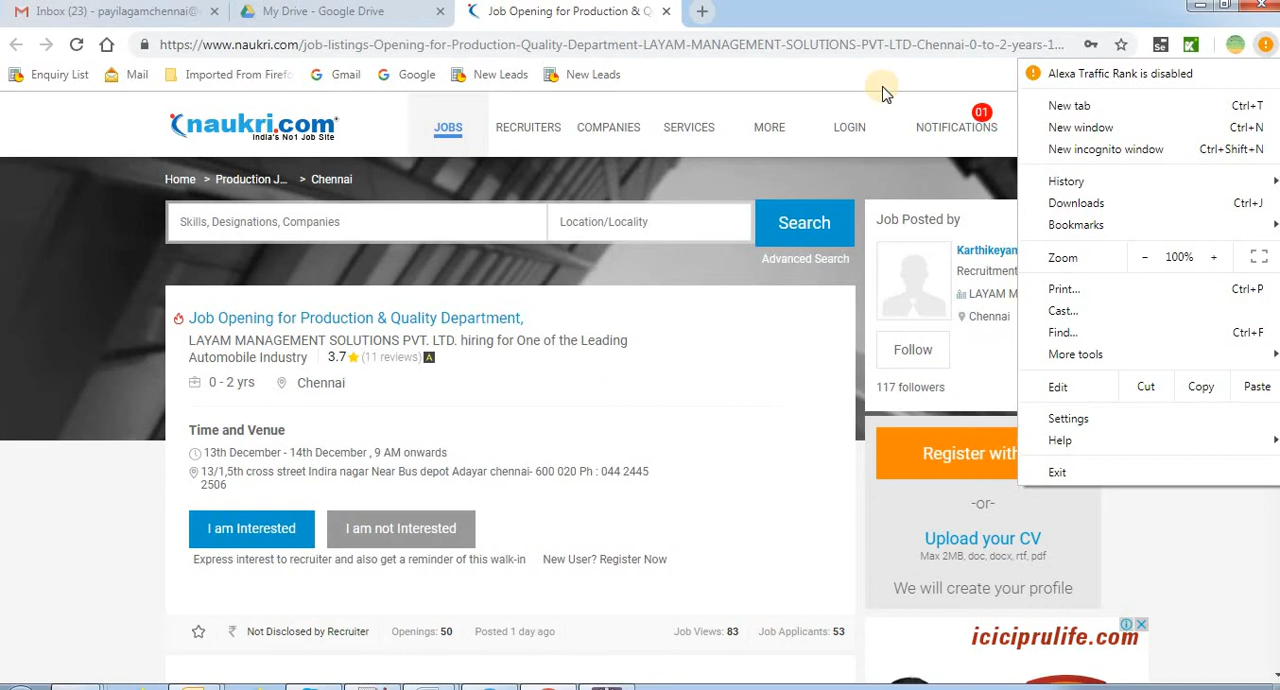 Inbox (23) - payilagamchennai@
My Drive - Google Drive
Job Opening for Production & Q
https://www.naukri.com/job-listings-Opening-for-Production-Quality-Department-LAYAM-MANAGEMENT-SOLUTIONS-PVT-LTD-Chennai-0-to-2-years-1...
Enquiry List
Mail
Imported From Firefo
Gmail
Google
New Leads
New Leads
naukri.com
India's No1 Job Site
JOBS
RECRUITERS
COMPANIES
SERVICES
MORE
LOGIN
NOTIFICATIONS
01
Home > Production J... > Chennai
Skills, Designations, Companies
Location/Locality
Search
Advanced Search
Job Opening for Production & Quality Department,
LAYAM MANAGEMENT SOLUTIONS PVT. LTD. hiring for One of the Leading
Automobile Industry
3.7 (11 reviews) A
0 - 2 yrs
Chennai
Time and Venue
13th December - 14th December , 9 AM onwards
13/1,5th cross street Indira nagar Near Bus depot Adayar chennai- 600 020 Ph : 044 2445
2506
I am Interested
I am not Interested
Express interest to recruiter and also get a reminder of this walk-in
New User? Register Now
₹ Not Disclosed by Recruiter
Openings: 50
Posted 1 day ago
Job Views: 83
Job Applicants: 53
Job Posted by
Karthikeyan
Recruitment
LAYAM M
Chennai
Follow
117 followers
Register with
-or-
Upload your CV
Max 2MB, doc, docx, rtf, pdf
We will create your profile
iciciprulife.com
Alexa Traffic Rank is disabled
New tab Ctrl+T
New window Ctrl+N
New incognito window Ctrl+Shift+N
History
Downloads Ctrl+J
Bookmarks
Zoom - 100% +
Print... Ctrl+P
Cast...
Find... Ctrl+F
More tools
Edit Cut Copy Paste
Settings
Help
Exit